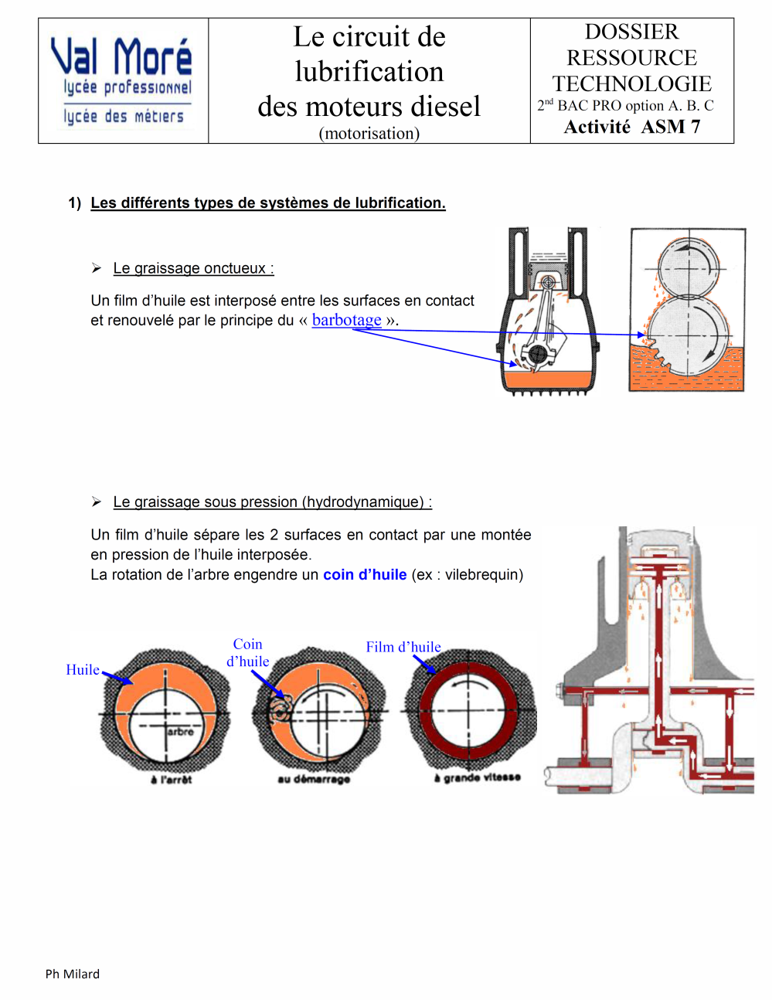 Val Moré
lycée professionnel
lycée des métiers
Le circuit de
lubrification
des moteurs diesel
(motorisation)
DOSSIER
RESSOURCE
TECHNOLOGIE
2nd BAC PRO option A. B. C
Activité ASM 7
1) Les différents types de systèmes de lubrification.
➢ Le graissage onctueux :
Un film d’huile est interposé entre les surfaces en contact
et renouvelé par le principe du « barbotage ».
➢ Le graissage sous pression (hydrodynamique) :
Un film d’huile sépare les 2 surfaces en contact par une montée
en pression de l’huile interposée.
La rotation de l’arbre engendre un coin d’huile (ex : vilebrequin)
Huile
Coin
d’huile
Film d’huile
arbre
à l'arrêt
au démarrage
à grande vitesse
Ph Milard